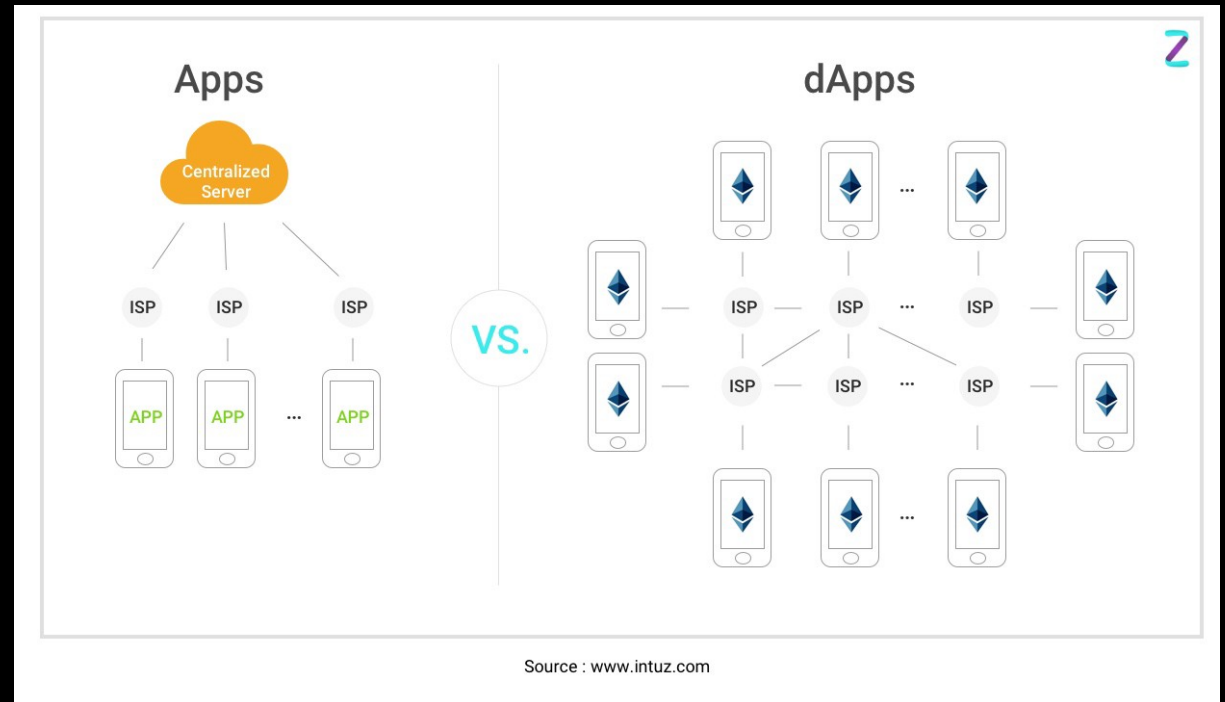 Apps
Centralized
Server
ISP ISP ISP
APP APP ... APP
VS.
dApps
...
ISP ISP ... ISP
ISP ISP ... ISP
...
Source : www.intuz.com